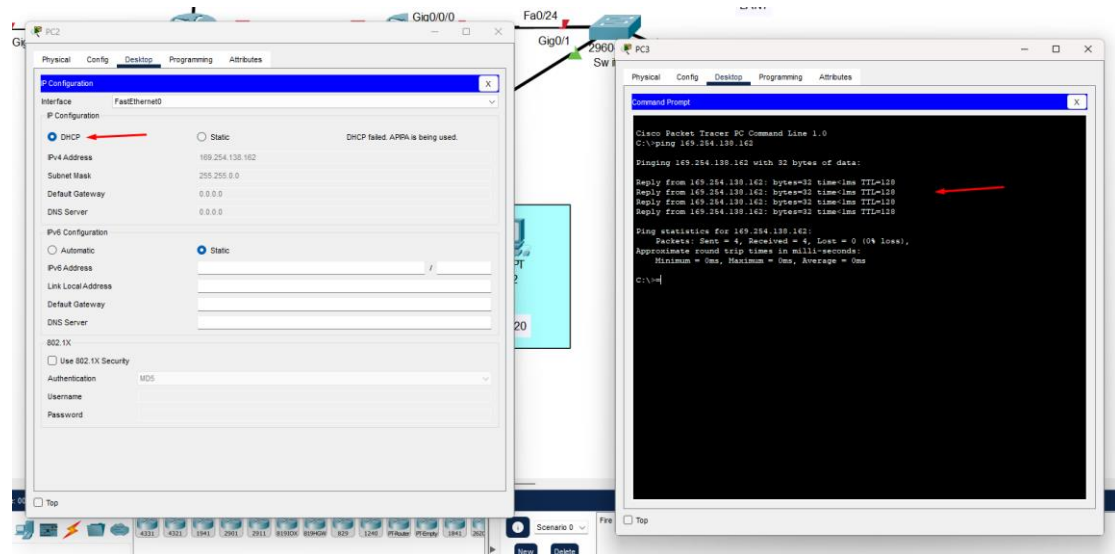 Gig0/0/0
Fa0/24
Gig0/1
2960
PC2
Physical Config Desktop Programming Attributes
IP Configuration
X
Interface FastEthernet0
IP Configuration
DHCP Static DHCP failed. APIPA is being used.
IPv4 Address 169.254.138.162
Subnet Mask 255.255.0.0
Default Gateway 0.0.0.0
DNS Server 0.0.0.0
IPv6 Configuration
Automatic Static
IPv6 Address /
Link Local Address
Default Gateway
DNS Server
802.1X
Use 802.1X Security
Authentication MD5
Username
Password
Top
PT
20
PC3
Physical Config Desktop Programming Attributes
Command Prompt
X
Cisco Packet Tracer PC Command Line 1.0
C:\>ping 169.254.138.162
Pinging 169.254.138.162 with 32 bytes of data:
Reply from 169.254.138.162: bytes=32 time<1ms TTL=128
Reply from 169.254.138.162: bytes=32 time<1ms TTL=128
Reply from 169.254.138.162: bytes=32 time<1ms TTL=128
Reply from 169.254.138.162: bytes=32 time<1ms TTL=128
Ping statistics for 169.254.138.162:
Packets: Sent = 4, Received = 4, Lost = 0 (0% loss),
Approximate round trip times in milli-seconds:
Minimum = 0ms, Maximum = 0ms, Average = 0ms
C:\>
Top
4331 4321 1941 2901 2911 819IOX 819HGW 829 1240 PT-Router PT-Empty 1841
Scenario 0
Fire
New Delete